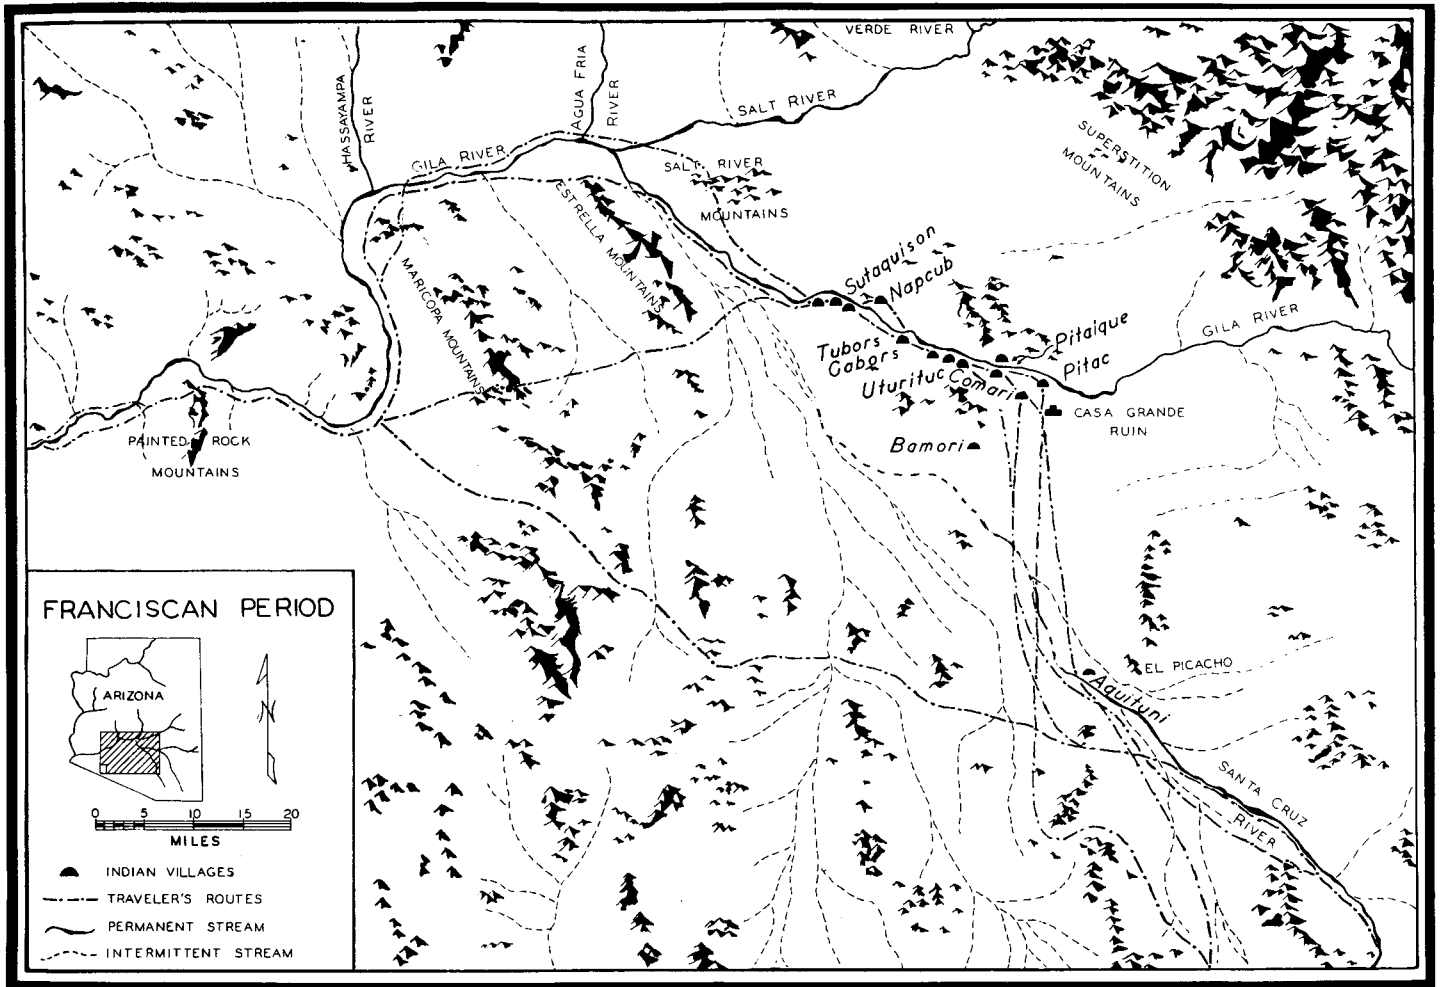 VERDE RIVER
HASSAYAMPA
RIVER
AGUA FRIA
RIVER
SALT RIVER
GILA RIVER
SALT RIVER
MOUNTAINS
SUPERSTITION
MOUNTAINS
ESTRELLA MOUNTAINS
MARICOPA MOUNTAINS
Sutaquison
Napcub
Tubors
Gabors
Uturituc
Comari
Pitaique
Pitac
GILA RIVER
CASA GRANDE
RUIN
Bamori
PAINTED ROCK
MOUNTAINS
EL PICACHO
Aquituni
SANTA CRUZ
RIVER
FRANCISCAN PERIOD
ARIZONA
N
0 5 10 15 20
MILES
INDIAN VILLAGES
TRAVELER'S ROUTES
PERMANENT STREAM
INTERMITTENT STREAM